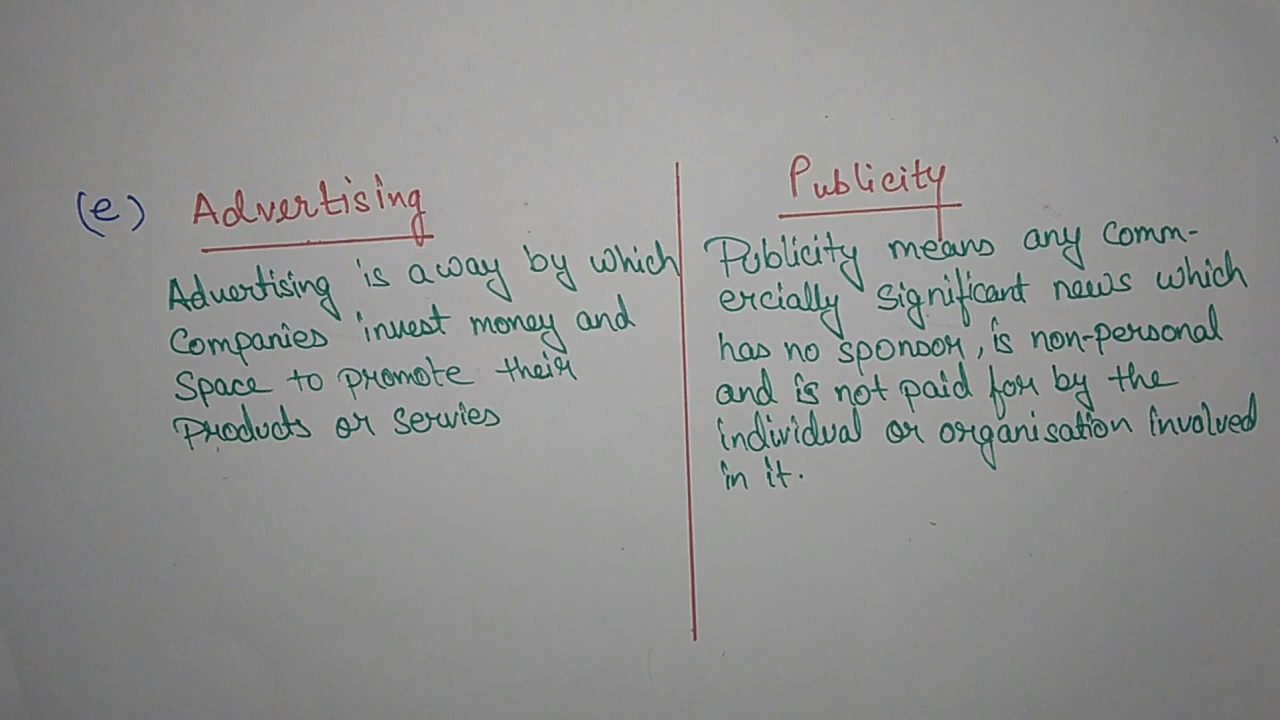 (e) Advertising
Advertising is a way by which
Companies invest money and
Space to promote their
Products or servies
Publicity
Publicity means any comm-
ercially significant news which
has no sponsor, is non-personal
and is not paid for by the
individual or organisation involved
in it.